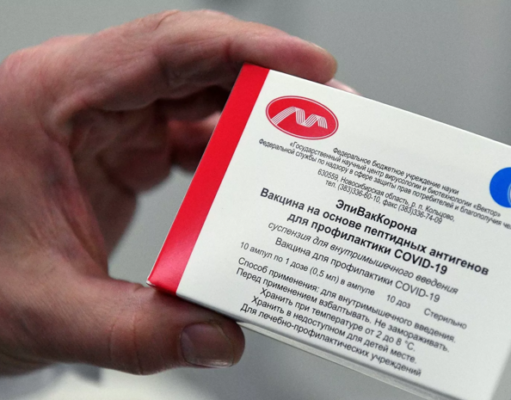 Федеральное бюджетное учреждение науки
«Государственный научный центр вирусологии и биотехнологии «Вектор»
Федеральной службы по надзору в сфере защиты прав потребителей и благополучия че
630559, Новосибирская область, р. п. Кольцово,
тел. (383)336-60-10, факс (383)336-74-09
ЭпиВакКорона
Вакцина на основе пептидных антигенов
для профилактики COVID-19
суспензия для внутримышечного введения
Вакцина для профилактики COVID-19
10 ампул по 1 дозе (0,5 мл) в ампуле 10 доз Стерильно
Способ применения: для внутримышечного введения.
Перед применением взбалтывать. Не замораживать.
Хранить при температуре от 2 до 8 °C.
Хранить в недоступном для детей месте.
Для лечебно-профилактических учреждений